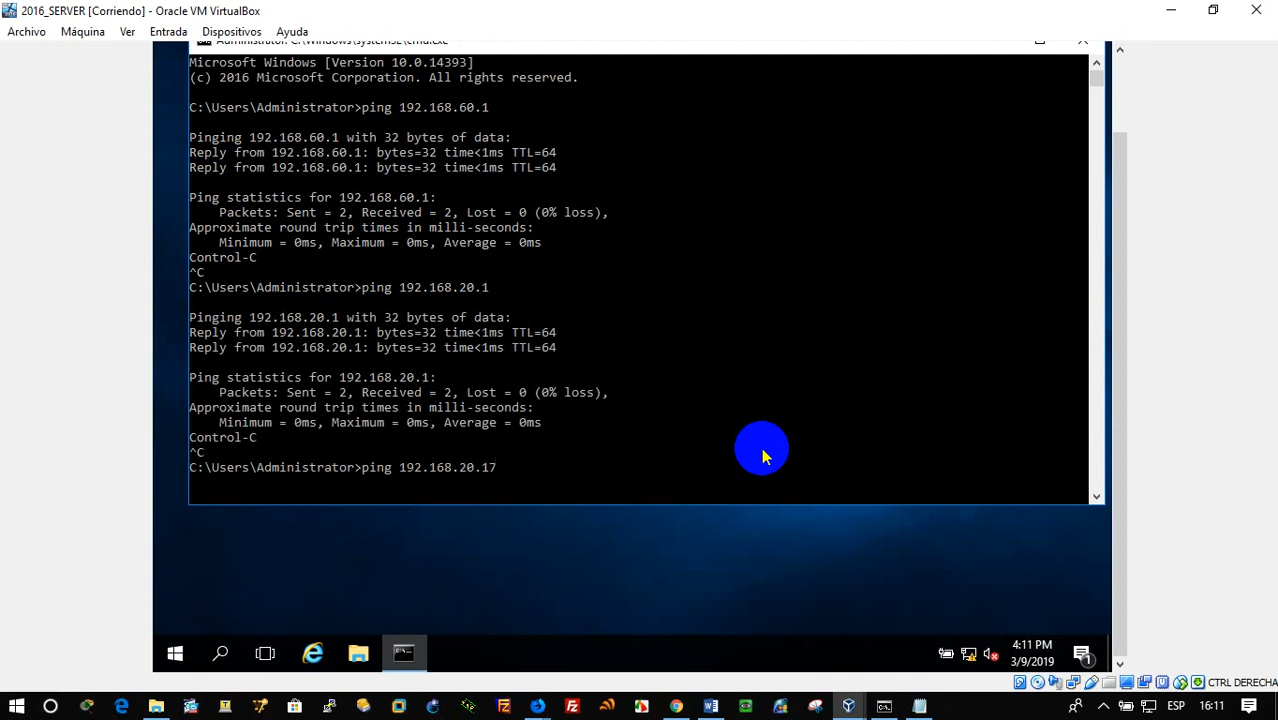 2016_SERVER [Corriendo] - Oracle VM VirtualBox
Archivo Máquina Ver Entrada Dispositivos Ayuda
Administrator: C:\Windows\system32\cmd.exe
Microsoft Windows [Version 10.0.14393]
(c) 2016 Microsoft Corporation. All rights reserved.
C:\Users\Administrator>ping 192.168.60.1
Pinging 192.168.60.1 with 32 bytes of data:
Reply from 192.168.60.1: bytes=32 time<1ms TTL=64
Reply from 192.168.60.1: bytes=32 time<1ms TTL=64
Ping statistics for 192.168.60.1:
Packets: Sent = 2, Received = 2, Lost = 0 (0% loss),
Approximate round trip times in milli-seconds:
Minimum = 0ms, Maximum = 0ms, Average = 0ms
Control-C
^C
C:\Users\Administrator>ping 192.168.20.1
Pinging 192.168.20.1 with 32 bytes of data:
Reply from 192.168.20.1: bytes=32 time<1ms TTL=64
Reply from 192.168.20.1: bytes=32 time<1ms TTL=64
Ping statistics for 192.168.20.1:
Packets: Sent = 2, Received = 2, Lost = 0 (0% loss),
Approximate round trip times in milli-seconds:
Minimum = 0ms, Maximum = 0ms, Average = 0ms
Control-C
^C
C:\Users\Administrator>ping 192.168.20.17
4:11 PM
3/9/2019
1
CTRL DERECHA
ESP 16:11